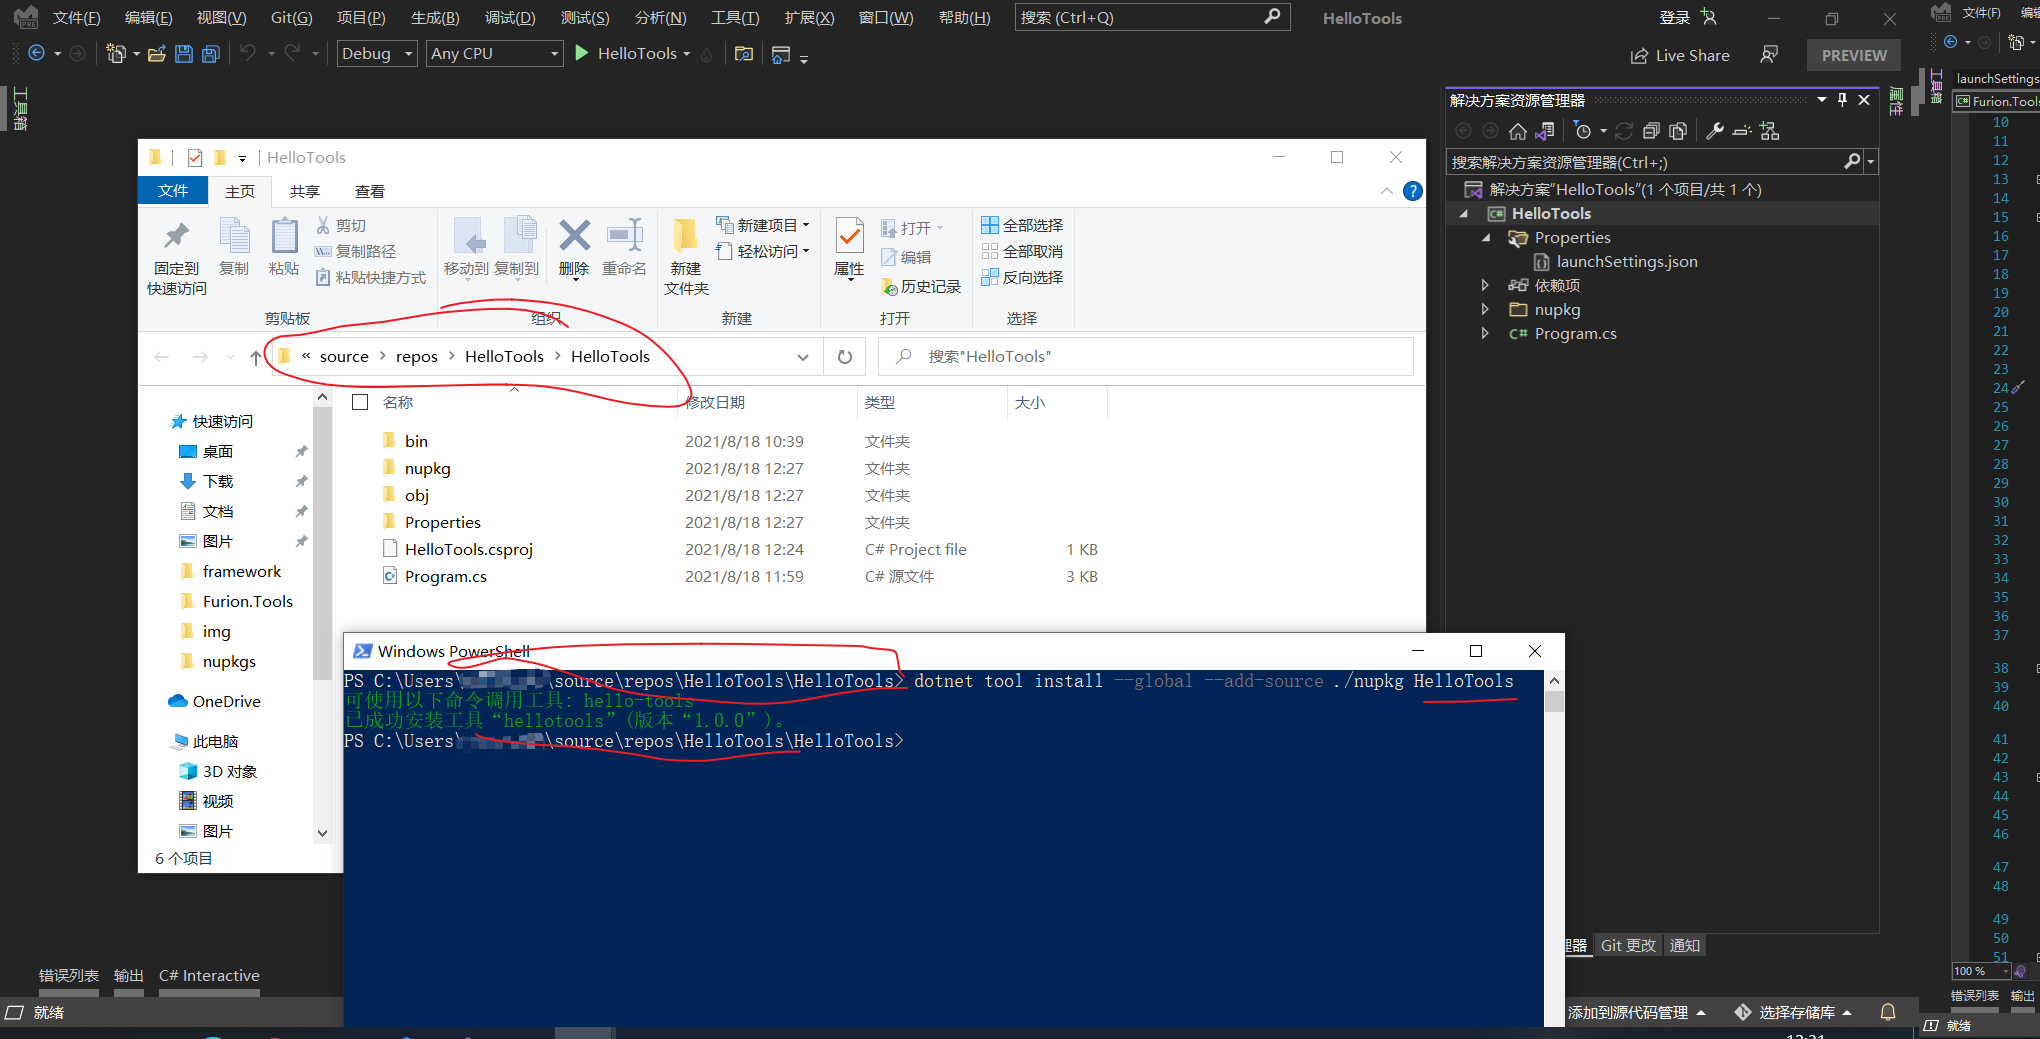 文件(F) 编辑(E) 视图(V) Git(G) 项目(P) 生成(B) 调试(D) 测试(S) 分析(N) 工具(T) 扩展(X) 窗口(W) 帮助(H) 搜索 (Ctrl+Q) HelloTools 登录
Debug Any CPU HelloTools Live Share PREVIEW
工具箱
HelloTools
文件 主页 共享 查看
固定到快速访问
复制
粘贴
剪切
复制路径
粘贴快捷方式
剪贴板
移动到
复制到
删除
重命名
组织
新建文件夹
新建项目
轻松访问
新建
属性
打开
编辑
历史记录
打开
全部选择
全部取消
反向选择
选择
« source › repos › HelloTools › HelloTools
搜索"HelloTools"
快速访问
桌面
下载
文档
图片
framework
Furion.Tools
img
nupkgs
OneDrive
此电脑
3D 对象
视频
图片
6 个项目
名称 修改日期 类型 大小
bin 2021/8/18 10:39 文件夹
nupkg 2021/8/18 12:27 文件夹
obj 2021/8/18 12:27 文件夹
Properties 2021/8/18 12:27 文件夹
HelloTools.csproj 2021/8/18 12:24 C# Project file 1 KB
Program.cs 2021/8/18 11:59 C# 源文件 3 KB
Windows PowerShell
PS C:\Users\ \source\repos\HelloTools\HelloTools> dotnet tool install --global --add-source ./nupkg HelloTools
可使用以下命令调用工具: hello-tools
已成功安装工具“hellotools”(版本“1.0.0”)。
PS C:\Users\ \source\repos\HelloTools\HelloTools>
解决方案资源管理器
搜索解决方案资源管理器(Ctrl+;)
解决方案"HelloTools"(1 个项目/共 1 个)
C# HelloTools
Properties
launchSettings.json
依赖项
nupkg
C# Program.cs
属性
理器 Git 更改 通知
错误列表 输出 C# Interactive
就绪
添加到源代码管理 选择存储库
文件(F)
工具箱
launchSettings
C# Furion.Tools
10
11
12
13
14
15
16
17
18
19
20
21
22
23
24
25
26
27
28
29
30
31
32
33
34
35
36
37
38
39
40
41
42
43
44
45
46
47
48
49
50
51
100 %
错误列表 输出
就绪